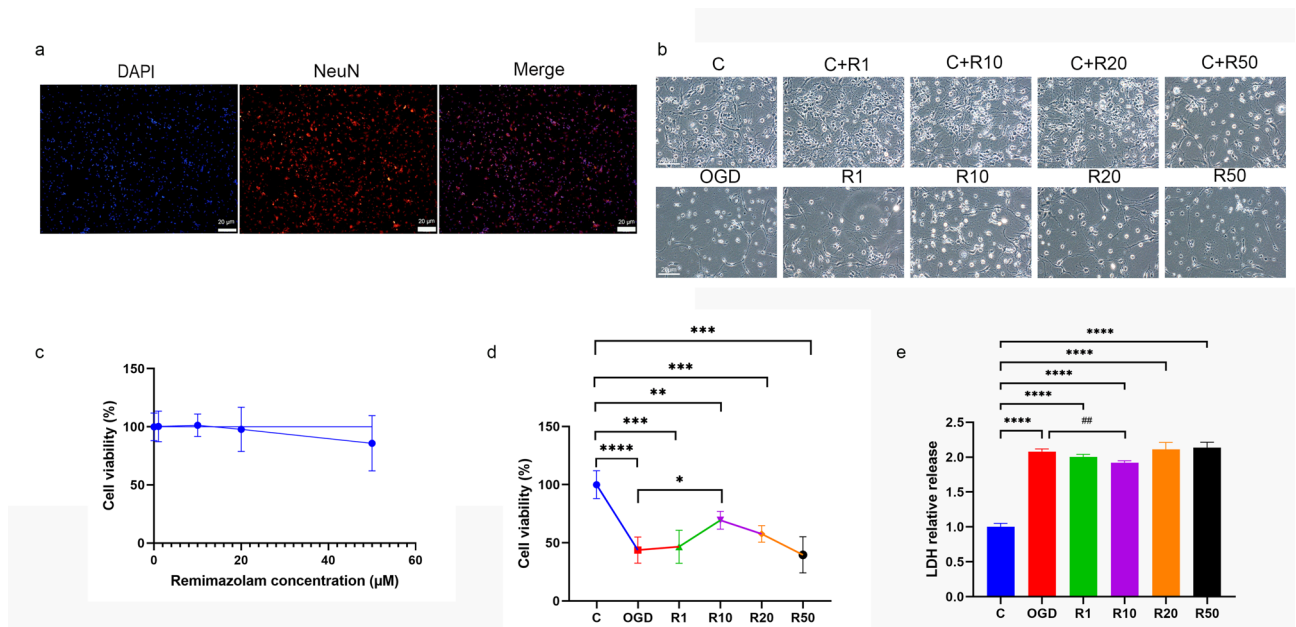 a
DAPI NeuN Merge
20 μm 20 μm 20 μm
b
C C+R1 C+R10 C+R20 C+R50
OGD R1 R10 R20 R50
c
Cell viability (%)
150
100
50
0
0 20 40 60
Remimazolam concentration (μM)
d
***
***
**
***
****
*
Cell viability (%)
150
100
50
0
C OGD R1 R10 R20 R50
e
****
****
****
****
**** ##
LDH relative release
2.5
2.0
1.5
1.0
0.5
0.0
C OGD R1 R10 R20 R50